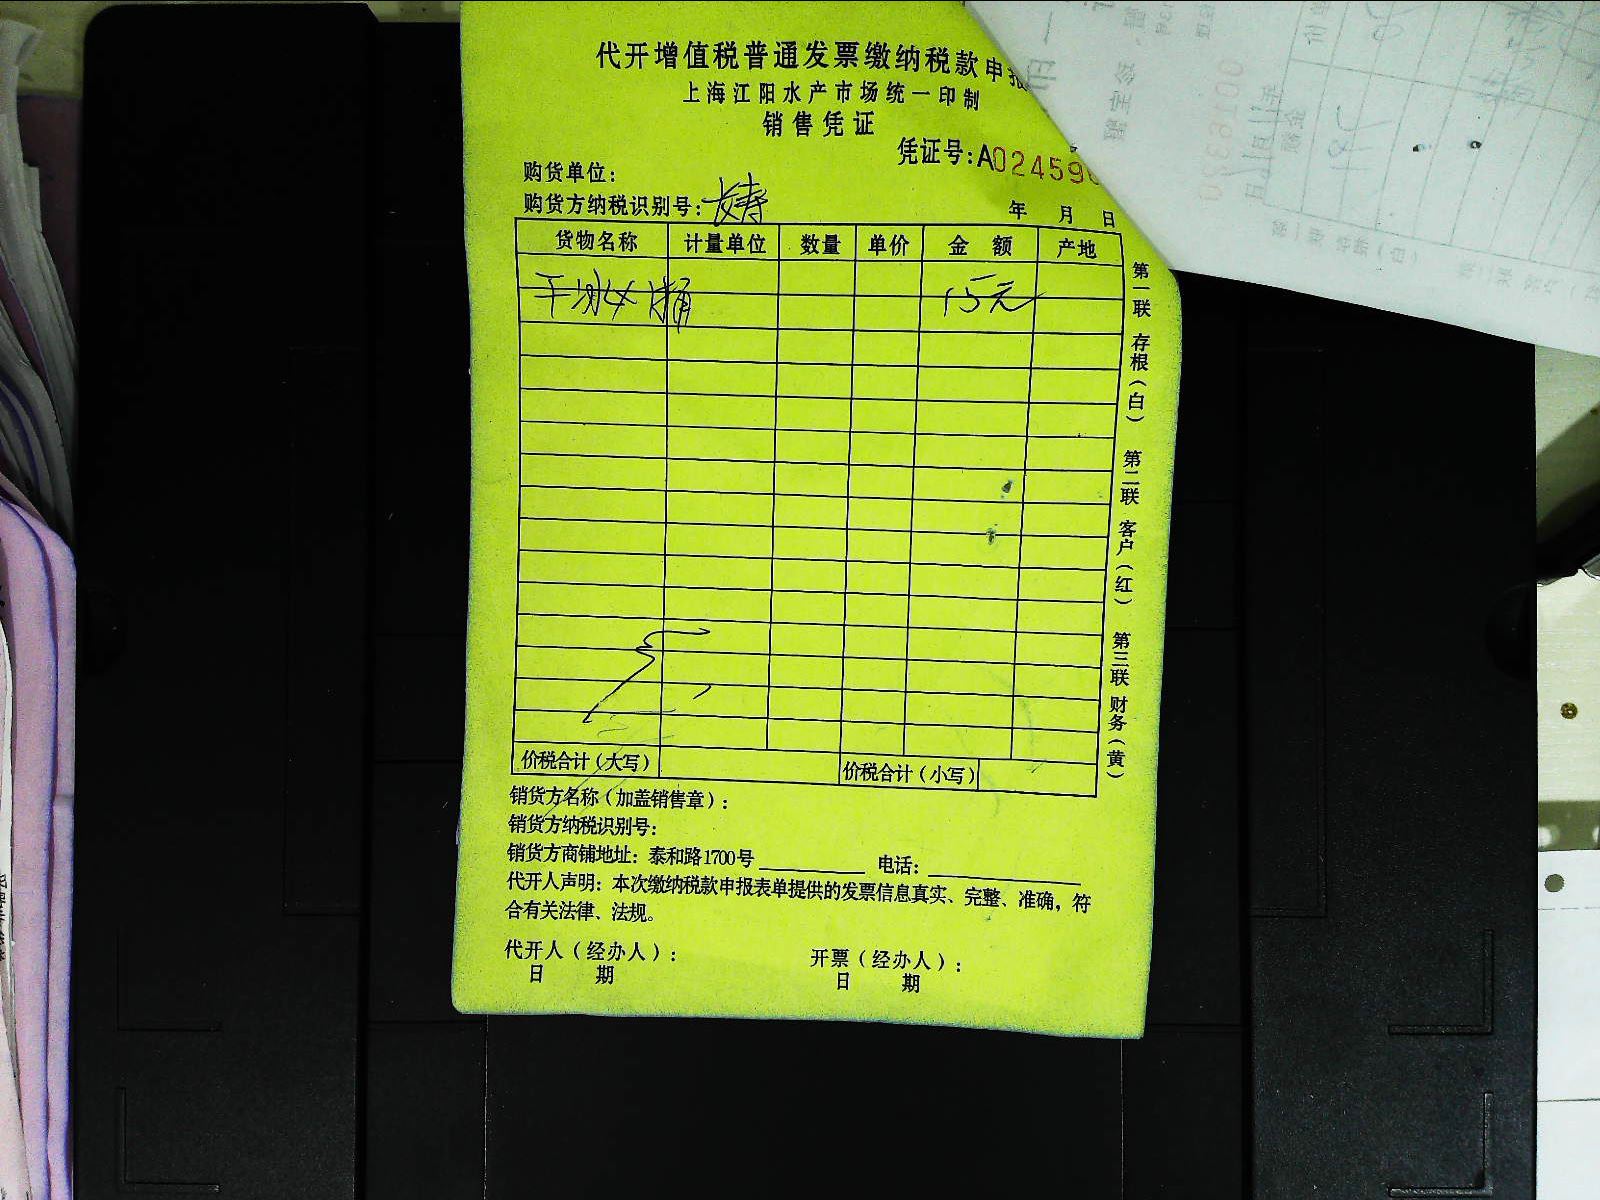 代开增值税普通发票缴纳税款申报
上海江阳水产市场统一印制
销售凭证
凭证号:A024596
购货单位:
购货方纳税识别号:
年 月 日
货物名称 计量单位 数量 单价 金 额 产地
15元
第一联 存根(白) 第二联 客户(红) 第三联 财务(黄)
价税合计(大写) 价税合计(小写)
销货方名称(加盖销售章):
销货方纳税识别号:
销货方商铺地址: 泰和路1700号 电话:
代开人声明: 本次缴纳税款申报表单提供的发票信息真实、完整、准确, 符
合有关法律、法规。
代开人(经办人): 开票(经办人):
日 期 日 期